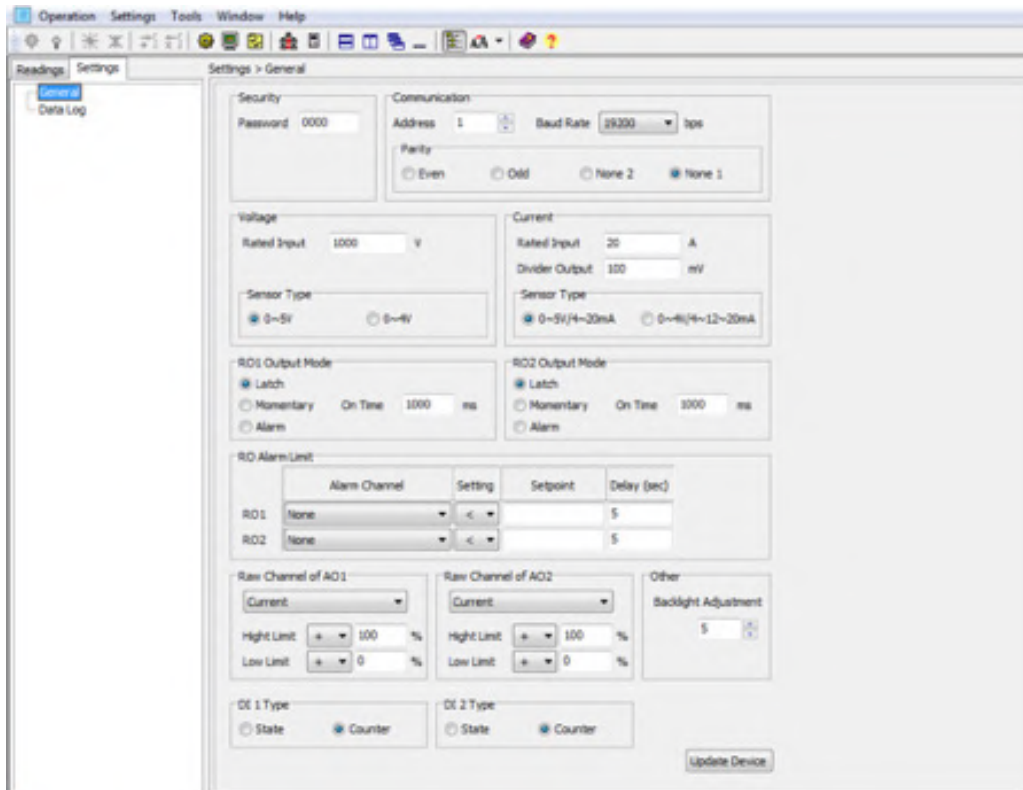 Operation Settings Tools Window Help
Readings Settings
Settings > General
General
Data Log
Security
Password 0000
Communication
Address 1 Baud Rate 19200 bps
Parity
Even Odd None 2 None 1
Voltage
Rated Input 1000 V
Sensor Type
0~5V 0~4V
Current
Rated Input 20 A
Divider Output 100 mV
Sensor Type
0~5V/4~20mA 0~4V/4~12~20mA
RO1 Output Mode
Latch
Momentary On Time 1000 ms
Alarm
RO2 Output Mode
Latch
Momentary On Time 1000 ms
Alarm
RO Alarm Limit
Alarm Channel Setting Setpoint Delay (sec)
RO1 None < 5
RO2 None < 5
Raw Channel of AO1
Current
Hight Limit + 100 %
Low Limit + 0 %
Raw Channel of AO2
Current
Hight Limit + 100 %
Low Limit + 0 %
Other
Backlight Adjustment
5
DI 1 Type
State Counter
DI 2 Type
State Counter
Update Device